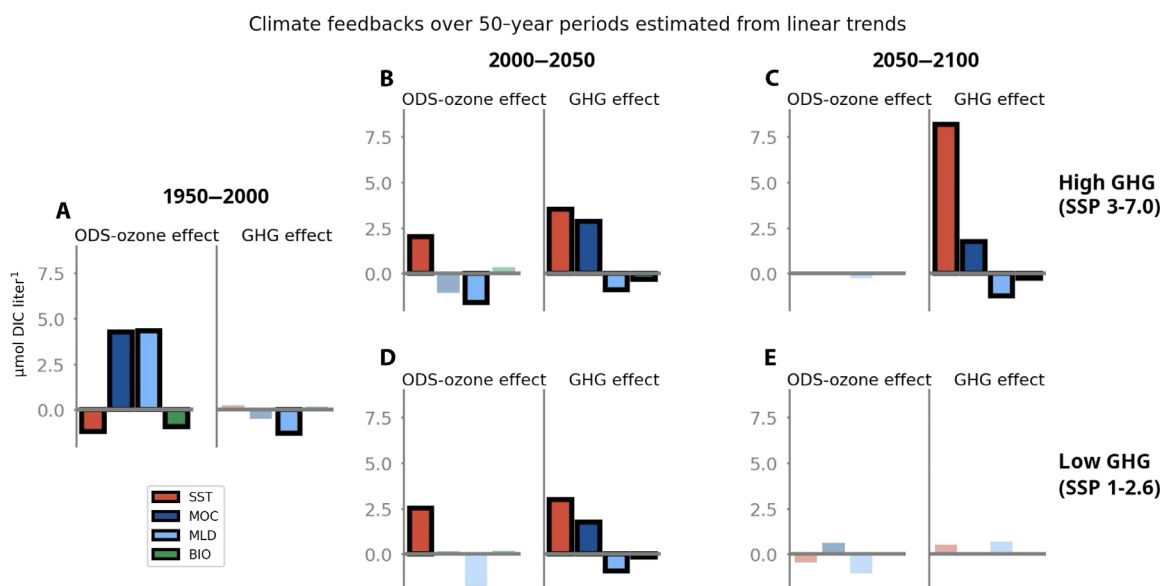 Climate feedbacks over 50-year periods estimated from linear trends
2000–2050
2050–2100
B
C
ODS-ozone effect
GHG effect
ODS-ozone effect
GHG effect
7.5
5.0
2.5
0.0
7.5
5.0
2.5
0.0
High GHG
(SSP 3-7.0)
1950–2000
A
ODS-ozone effect
GHG effect
μmol DIC liter¹
7.5
5.0
2.5
0.0
SST
MOC
MLD
BIO
D
E
ODS-ozone effect
GHG effect
ODS-ozone effect
GHG effect
7.5
5.0
2.5
0.0
7.5
5.0
2.5
0.0
Low GHG
(SSP 1-2.6)